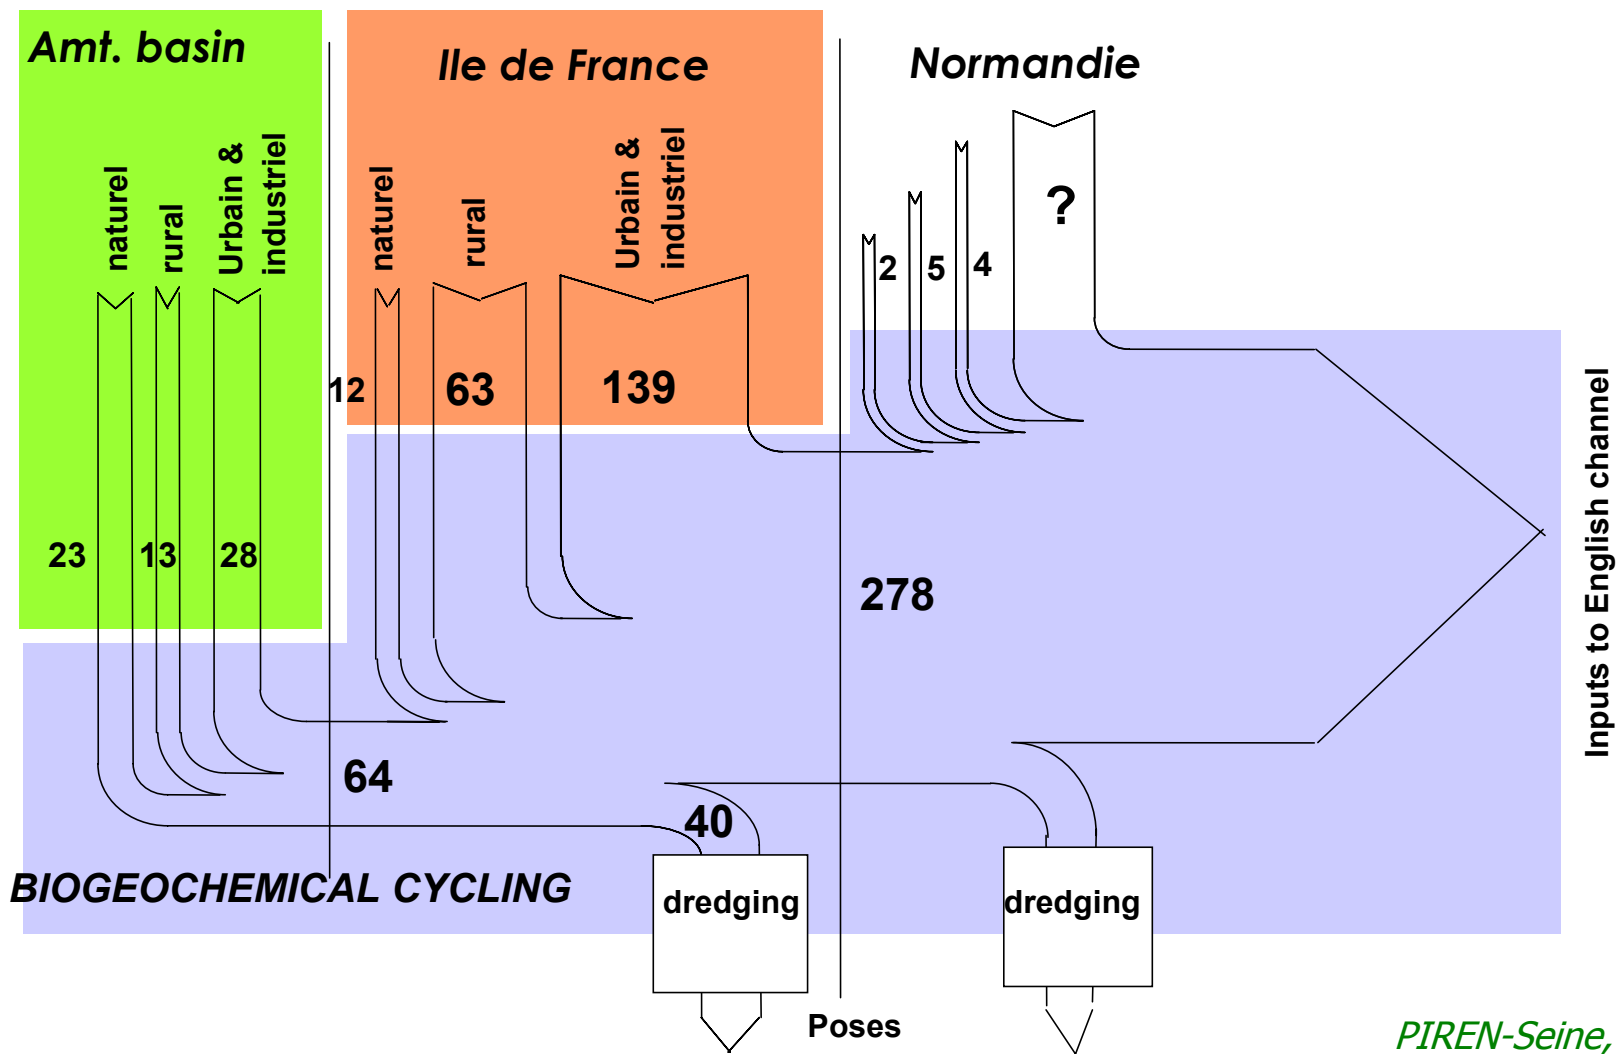 Amt. basin
Ile de France
Normandie
naturel
rural
Urbain &
industriel
naturel
rural
Urbain &
industriel
?
2
5
4
12
63
139
23
13
28
278
64
40
Inputs to English channel
BIOGEOCHEMICAL CYCLING
dredging
dredging
Poses
PIREN-Seine,